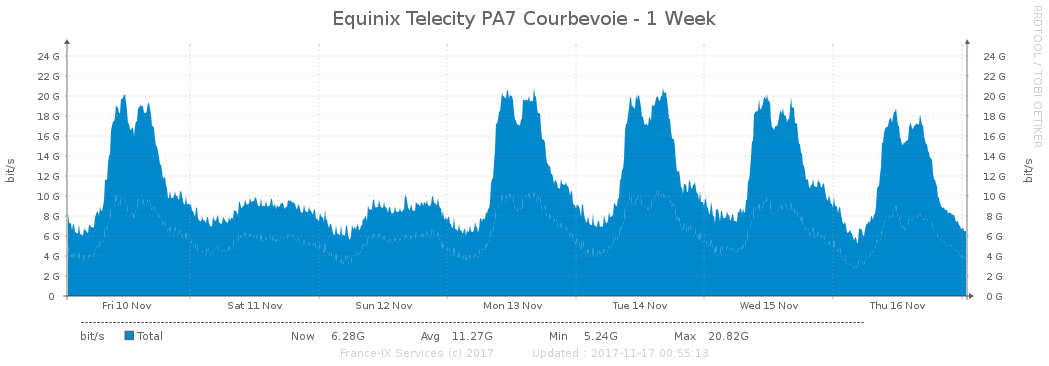 Equinix Telecity PA7 Courbevoie - 1 Week
RRDTOOL / TOBI OETIKER
24 G 24 G
22 G 22 G
20 G 20 G
18 G 18 G
16 G 16 G
14 G 14 G
12 G 12 G
10 G 10 G
8 G 8 G
6 G 6 G
4 G 4 G
2 G 2 G
0 0 G
bit/s bit/s
Fri 10 Nov Sat 11 Nov Sun 12 Nov Mon 13 Nov Tue 14 Nov Wed 15 Nov Thu 16 Nov
bit/s Total Now 6.28G Avg 11.27G Min 5.24G Max 20.82G
France-IX Services (c) 2017 Updated : 2017-11-17 00:55:13